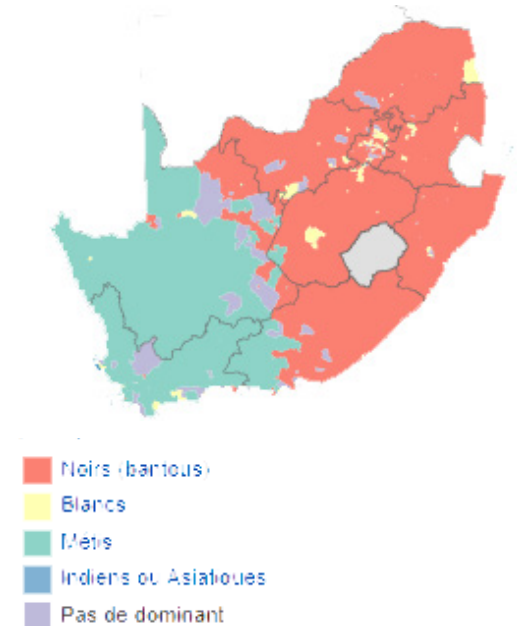 Noirs (bantous)
Blancs
Métis
Indiens ou Asiatiques
Pas de dominant